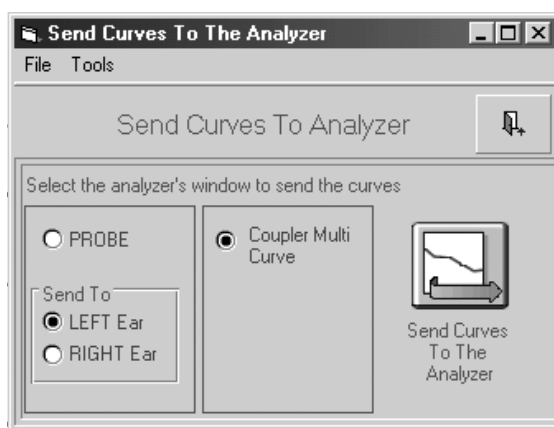 Send Curves To The Analyzer
File Tools
Send Curves To Analyzer
Select the analyzer's window to send the curves
PROBE
Send To
LEFT Ear
RIGHT Ear
Coupler Multi
Curve
Send Curves
To The
Analyzer